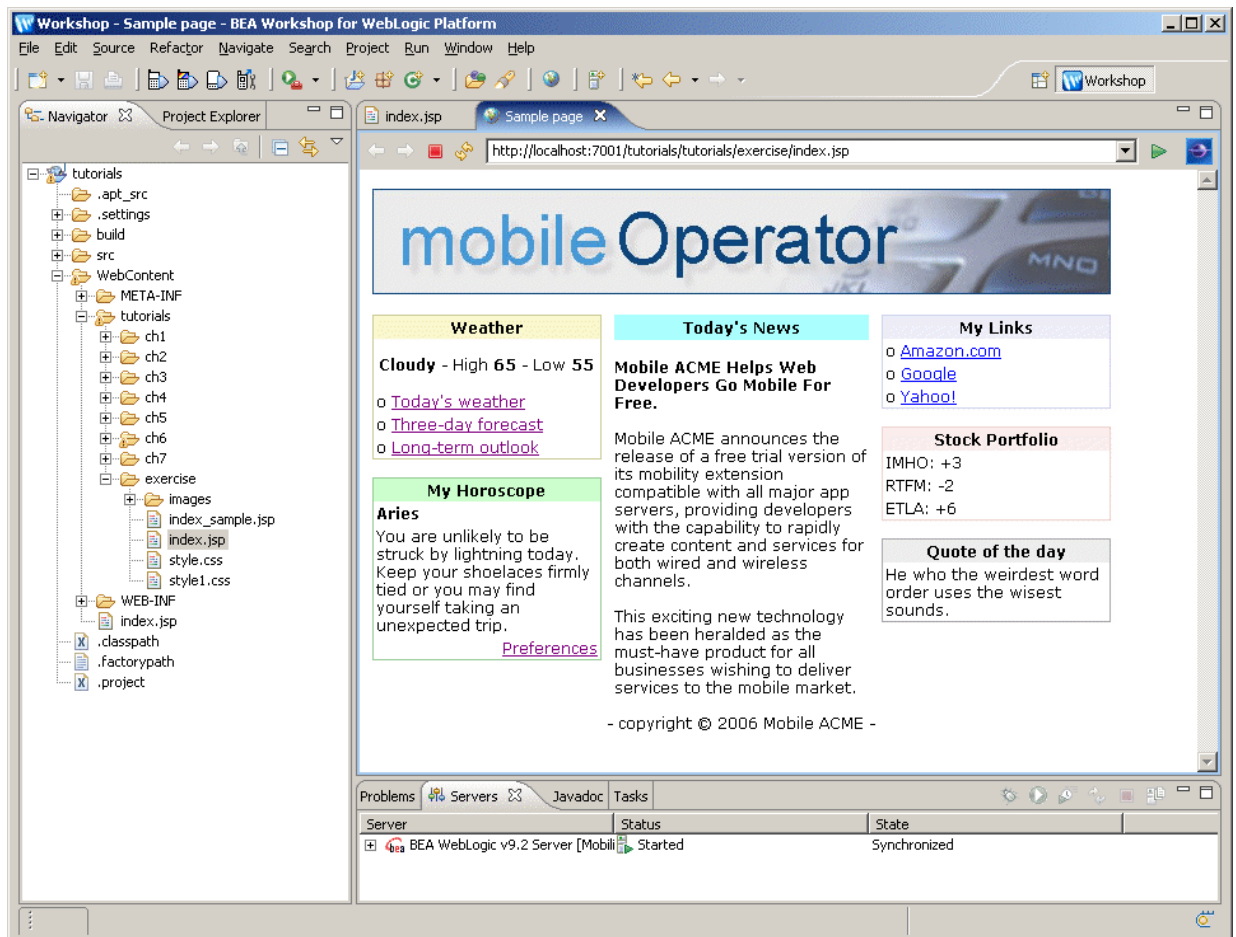 Workshop - Sample page - BEA Workshop for WebLogic Platform
File Edit Source Refactor Navigate Search Project Run Window Help
Workshop
Navigator Project Explorer
tutorials
.apt_src
.settings
build
src
WebContent
META-INF
tutorials
ch1
ch2
ch3
ch4
ch5
ch6
ch7
exercise
images
index_sample.jsp
index.jsp
style.css
style1.css
WEB-INF
index.jsp
.classpath
.factorypath
.project
index.jsp Sample page
http://localhost:7001/tutorials/tutorials/exercise/index.jsp
mobile Operator
MNO
JKL
Weather
Cloudy - High 65 - Low 55
o Today's weather
o Three-day forecast
o Long-term outlook
My Horoscope
Aries
You are unlikely to be
struck by lightning today.
Keep your shoelaces firmly
tied or you may find
yourself taking an
unexpected trip.
Preferences
Today's News
Mobile ACME Helps Web
Developers Go Mobile For
Free.
Mobile ACME announces the
release of a free trial version of
its mobility extension
compatible with all major app
servers, providing developers
with the capability to rapidly
create content and services for
both wired and wireless
channels.
This exciting new technology
has been heralded as the
must-have product for all
businesses wishing to deliver
services to the mobile market.
My Links
o Amazon.com
o Google
o Yahoo!
Stock Portfolio
IMHO: +3
RTFM: -2
ETLA: +6
Quote of the day
He who the weirdest word
order uses the wisest
sounds.
- copyright © 2006 Mobile ACME -
Problems Servers Javadoc Tasks
Server Status State
bea BEA WebLogic v9.2 Server [Mobili Started Synchronized